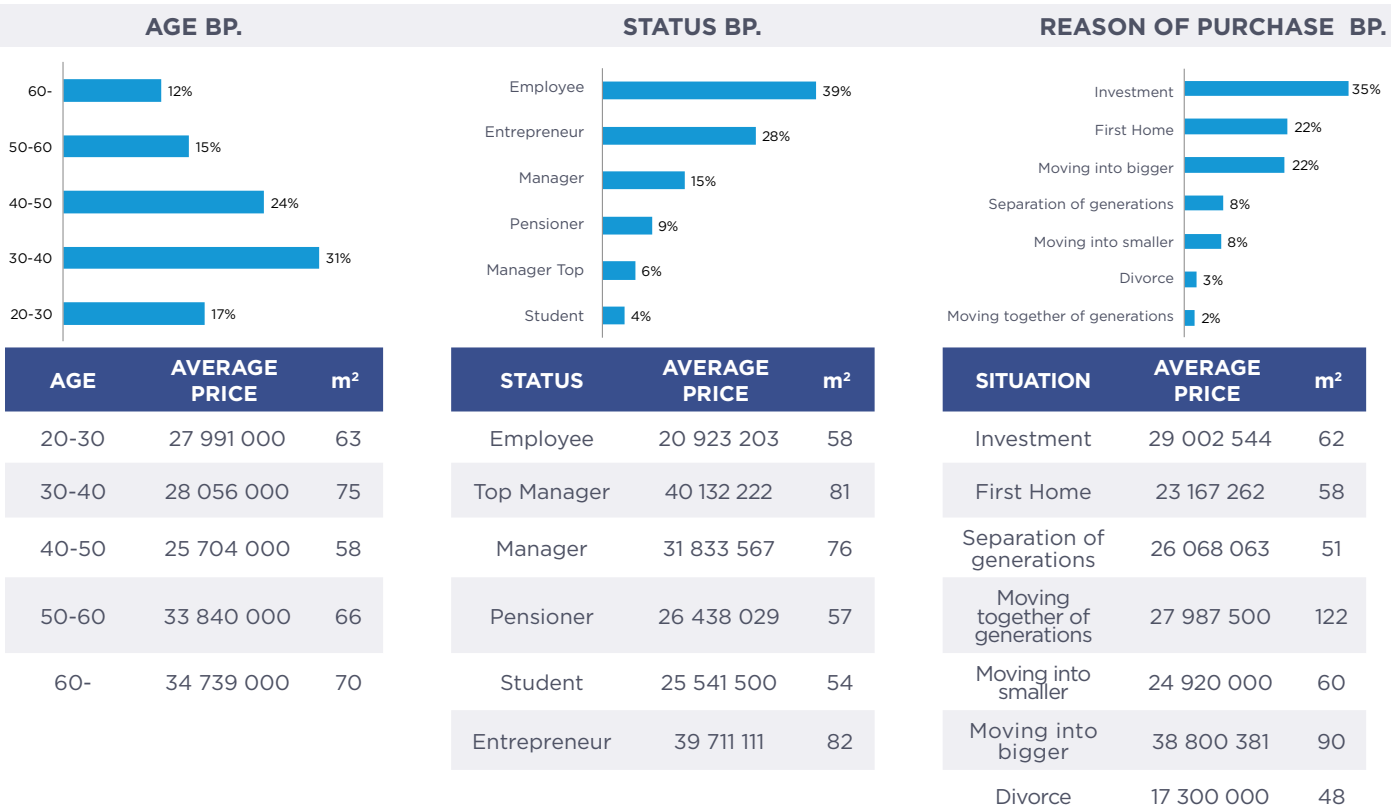 AGE BP.
60-
12%
50-60
15%
40-50
24%
30-40
31%
20-30
17%
AGE
AVERAGE
PRICE
m²
20-30 27 991 000 63
30-40 28 056 000 75
40-50 25 704 000 58
50-60 33 840 000 66
60- 34 739 000 70
STATUS BP.
Employee
39%
Entrepreneur
28%
Manager
15%
Pensioner
9%
Manager Top
6%
Student
4%
STATUS
AVERAGE
PRICE
m²
Employee 20 923 203 58
Top Manager 40 132 222 81
Manager 31 833 567 76
Pensioner 26 438 029 57
Student 25 541 500 54
Entrepreneur 39 711 111 82
REASON OF PURCHASE BP.
Investment
35%
First Home
22%
Moving into bigger
22%
Separation of generations
8%
Moving into smaller
8%
Divorce
3%
Moving together of generations
2%
SITUATION
AVERAGE
PRICE
m²
Investment 29 002 544 62
First Home 23 167 262 58
Separation of
generations
26 068 063 51
Moving
together of
generations
27 987 500 122
Moving into
smaller
24 920 000 60
Moving into
bigger
38 800 381 90
Divorce 17 300 000 48